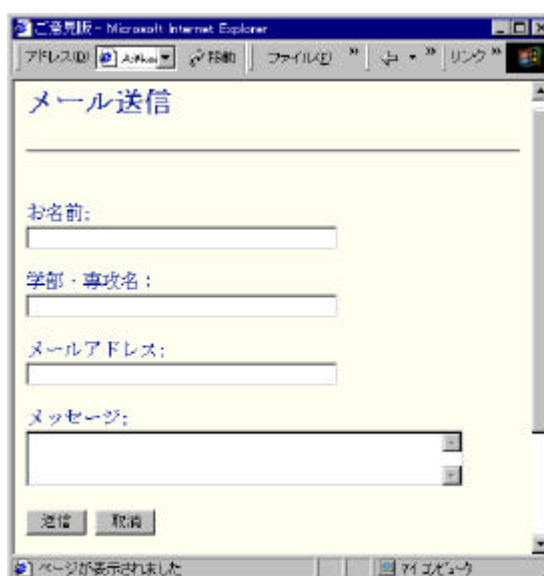 ご意見版 - Microsoft Internet Explorer
アドレス(D) 移動 ファイル(F) » » リンク »
メール送信
お名前:
学部・専攻名:
メールアドレス:
メッセージ:
送信 取消
ページが表示されました マイ コンピュータ